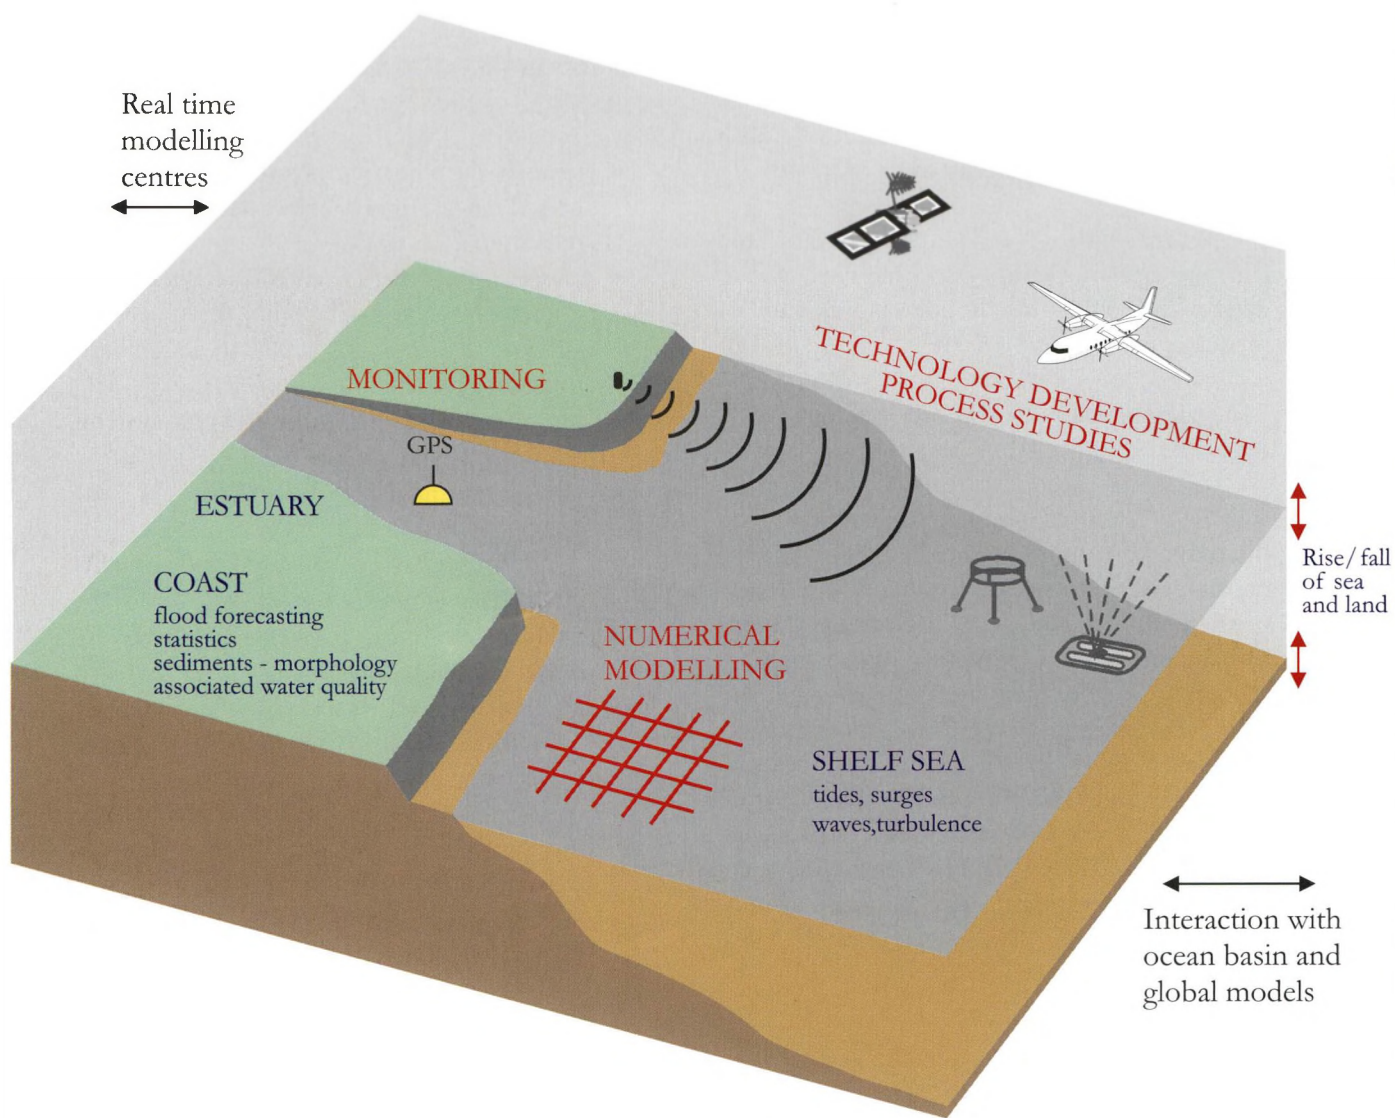 Real time
modelling
centres
TECHNOLOGY DEVELOPMENT
PROCESS STUDIES
MONITORING
GPS
ESTUARY
COAST
flood forecasting
statistics
sediments - morphology
associated water quality
Rise/fall
of sea
and land
NUMERICAL
MODELLING
SHELF SEA
tides, surges
waves,turbulence
Interaction with
ocean basin and
global models